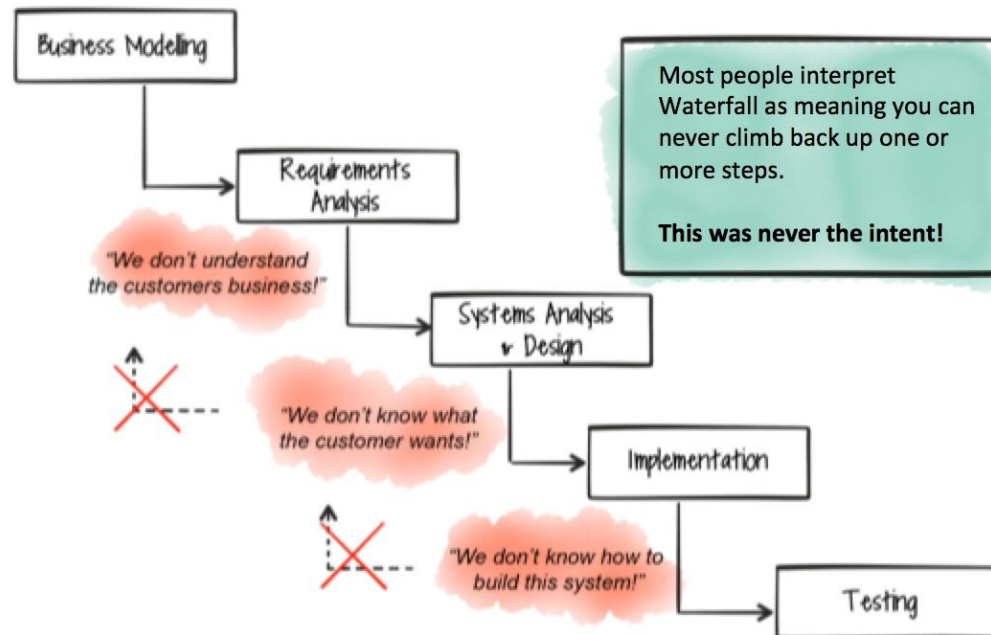 Business Modelling
Most people interpret
Waterfall as meaning you can
never climb back up one or
more steps.
This was never the intent!
Requirements
Analysis
"We don't understand
the customers business!"
Systems Analysis
& Design
"We don't know what
the customer wants!"
Implementation
"We don't know how to
build this system!"
Testing